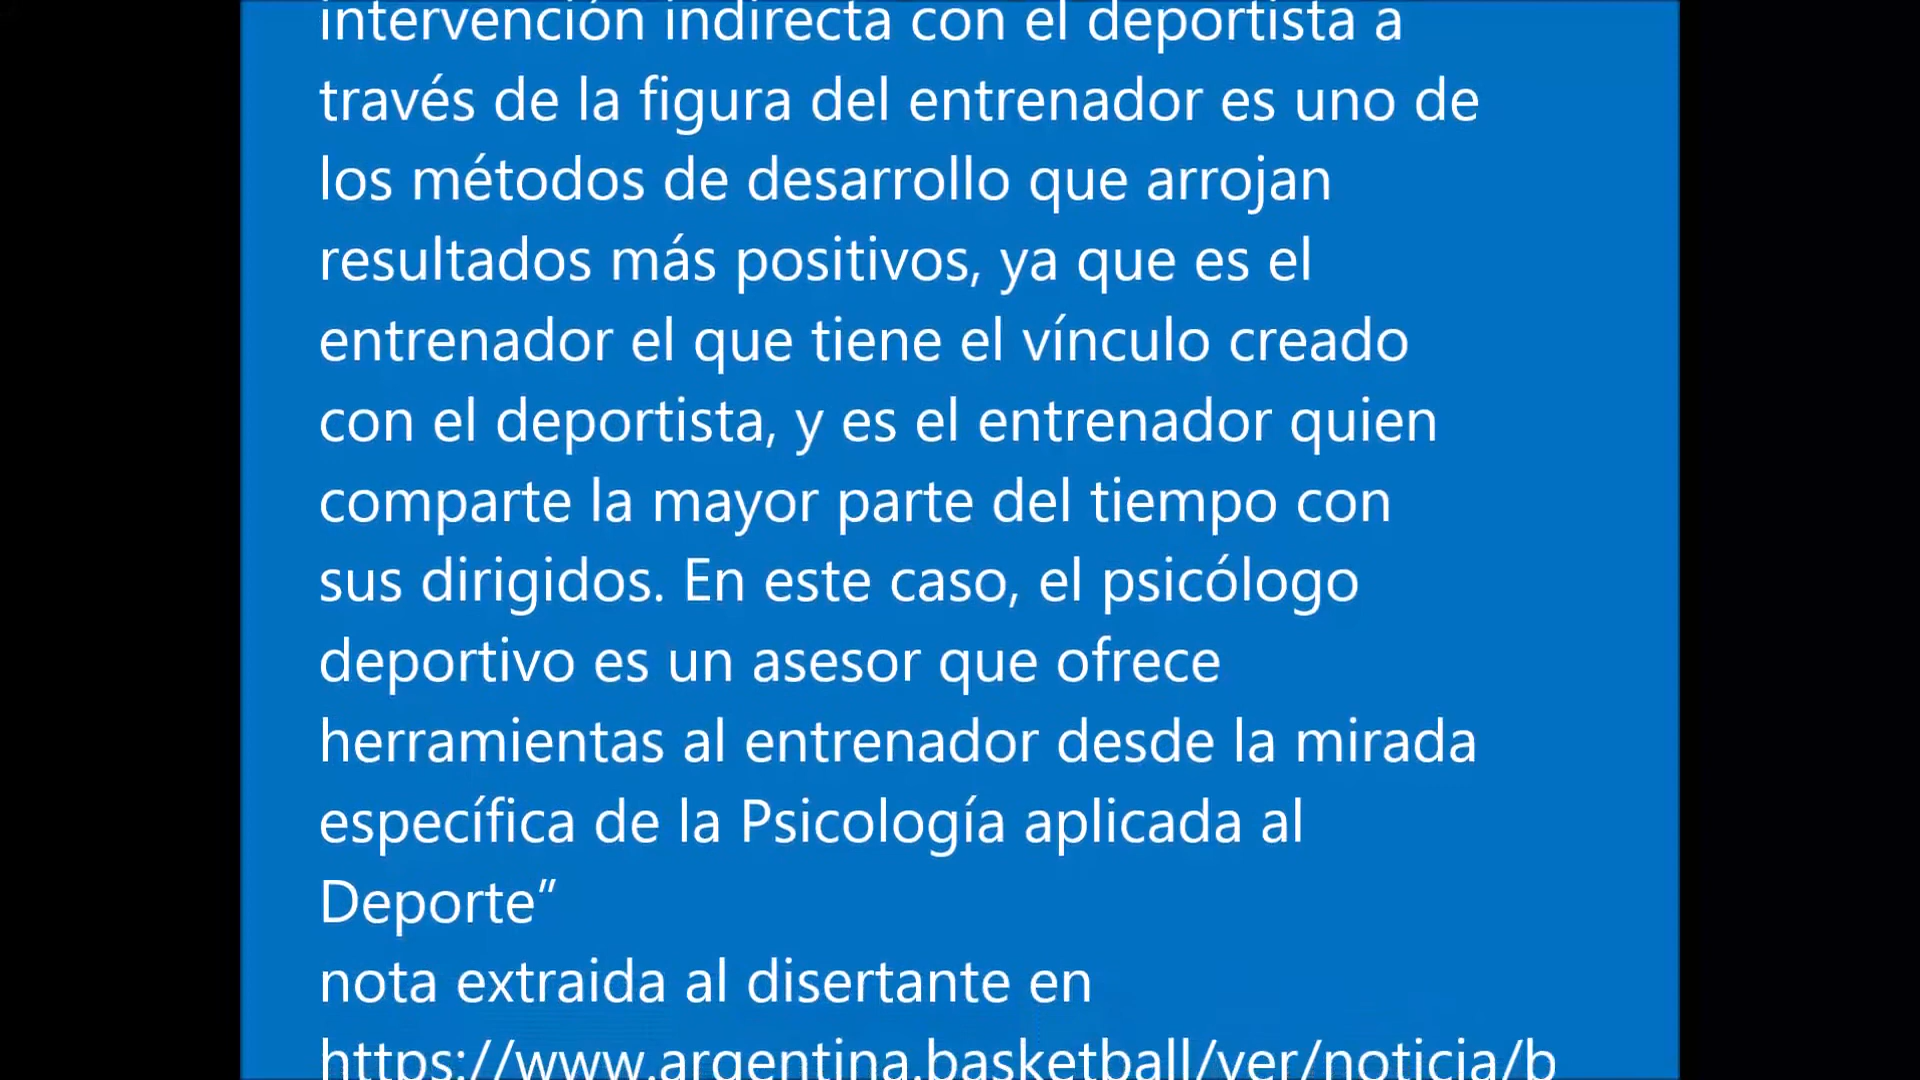 intervención indirecta con el deportista a
través de la figura del entrenador es uno de
los métodos de desarrollo que arrojan
resultados más positivos, ya que es el
entrenador el que tiene el vínculo creado
con el deportista, y es el entrenador quien
comparte la mayor parte del tiempo con
sus dirigidos. En este caso, el psicólogo
deportivo es un asesor que ofrece
herramientas al entrenador desde la mirada
específica de la Psicología aplicada al
Deporte”
nota extraida al disertante en
https://www.argentina.basketball/ver/noticia/b